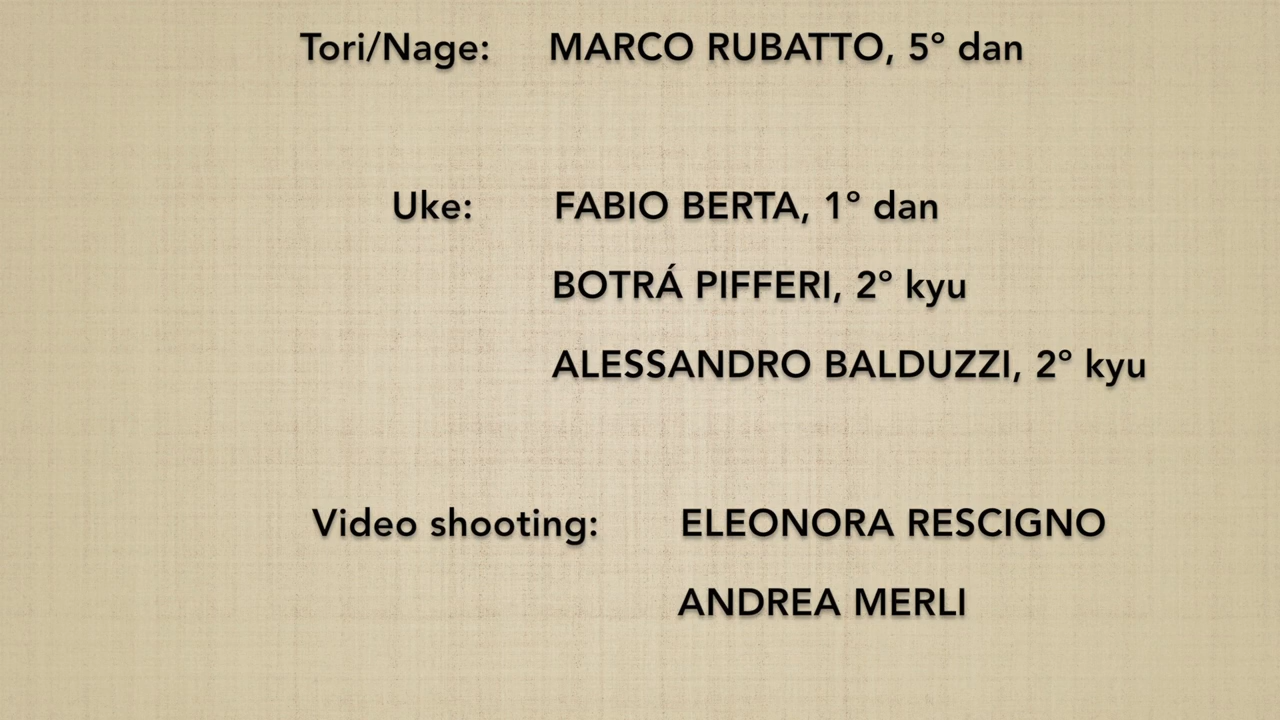 Tori/Nage: MARCO RUBATTO, 5° dan
Uke: FABIO BERTA, 1° dan
BOTRÁ PIFFERI, 2° kyu
ALESSANDRO BALDUZZI, 2° kyu
Video shooting: ELEONORA RESCIGNO
ANDREA MERLI